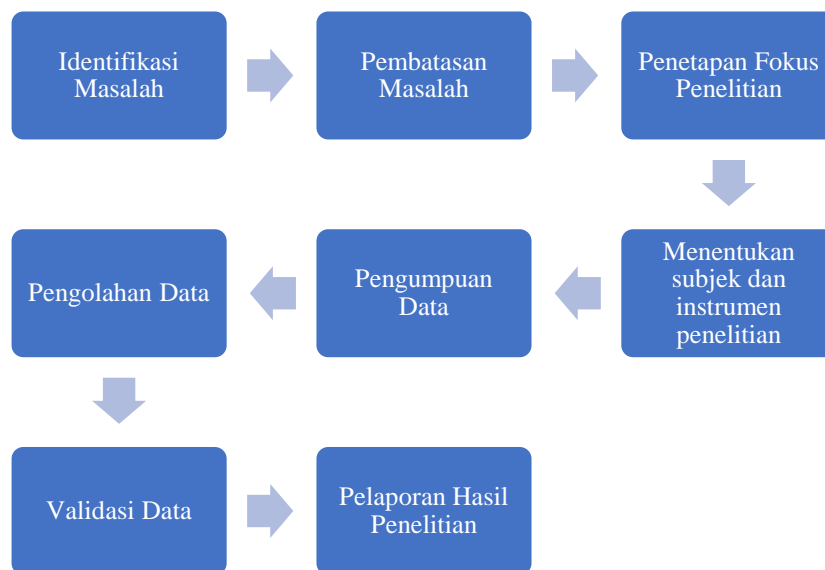 Identifikasi
Masalah
Pembatasan
Masalah
Penetapan Fokus
Penelitian
Menentukan
subjek dan
instrumen
penelitian
Pengumpuan
Data
Pengolahan Data
Validasi Data
Pelaporan Hasil
Penelitian